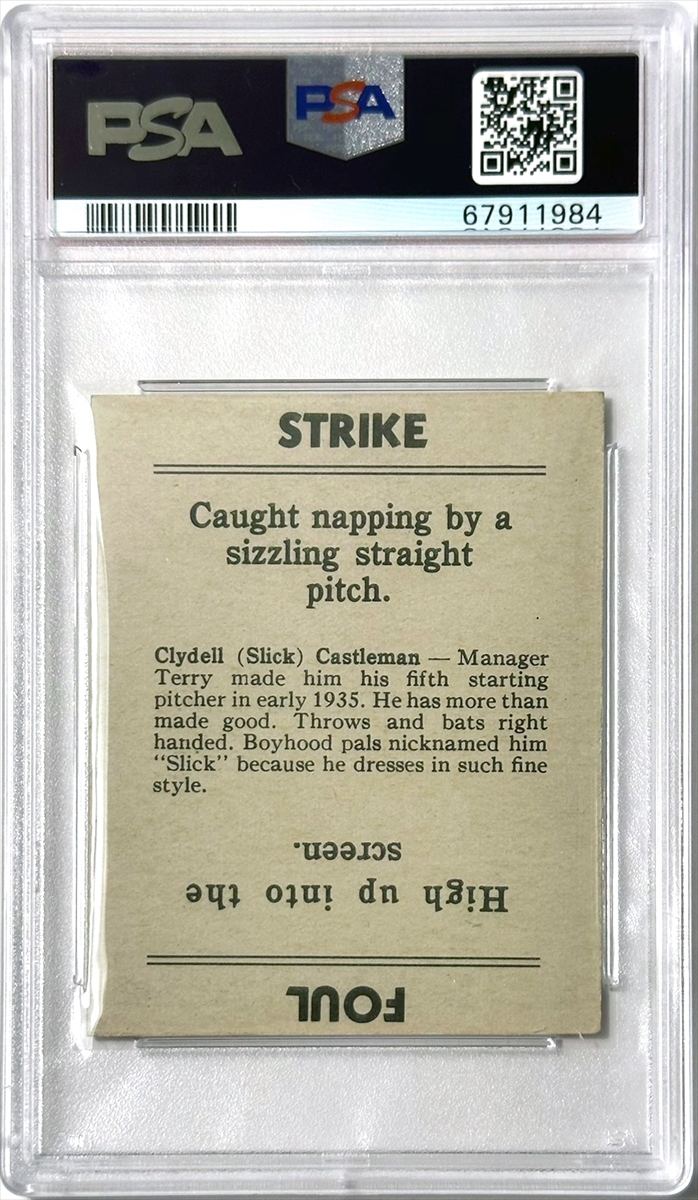 PSA
PSA
67911984
STRIKE
Caught napping by a
sizzling straight
pitch.
Clydell (Slick) Castleman — Manager
Terry made him his fifth starting
pitcher in early 1935. He has more than
made good. Throws and bats right
handed. Boyhood pals nicknamed him
“Slick” because he dresses in such fine
style.
High up into the
screen.
FOUL